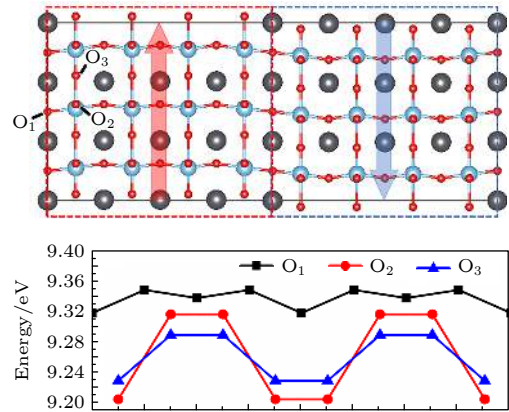 O₃
O₁
O₂
9.40
O₁ O₂ O₃
9.36
9.32
9.28
9.24
9.20
Energy/eV